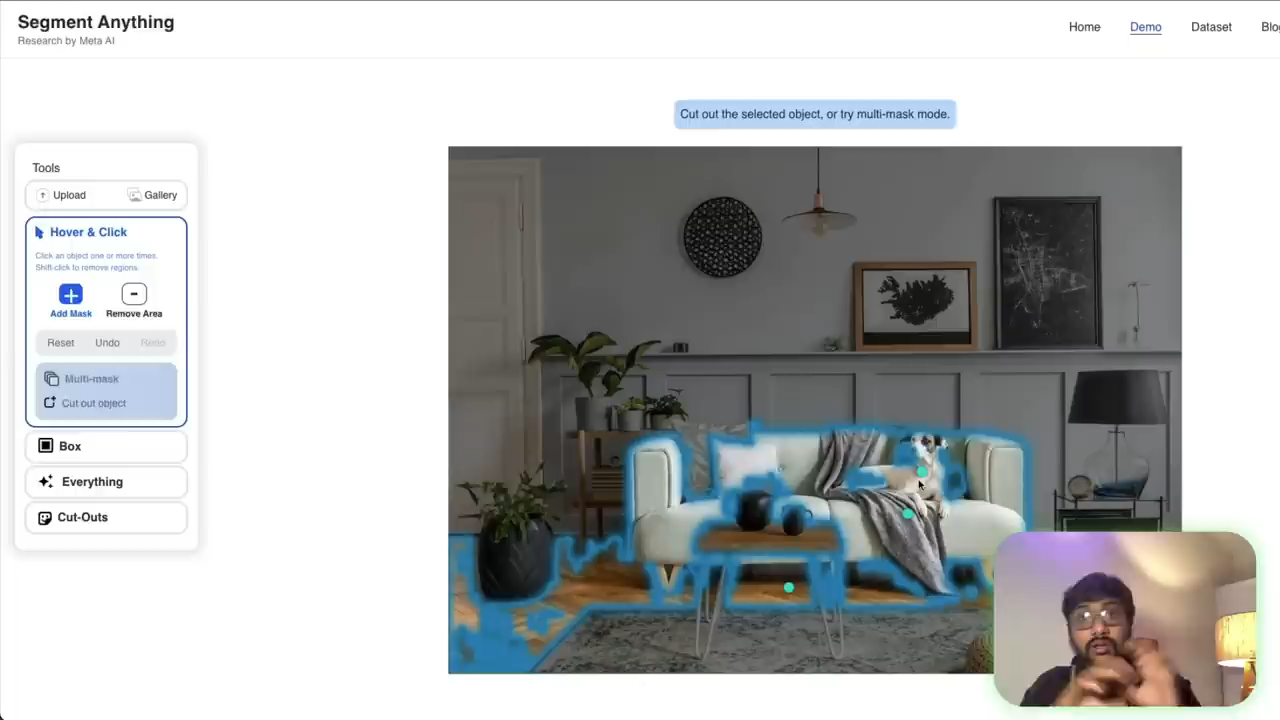 Segment Anything
Research by Meta AI
Home Demo Dataset
Cut out the selected object, or try multi-mask mode.
Tools
Upload Gallery
Hover & Click
Click an object one or more times.
Shift-click to remove regions.
Add Mask Remove Area
Reset Undo Redo
Multi-mask
Cut out object
Box
Everything
Cut-Outs